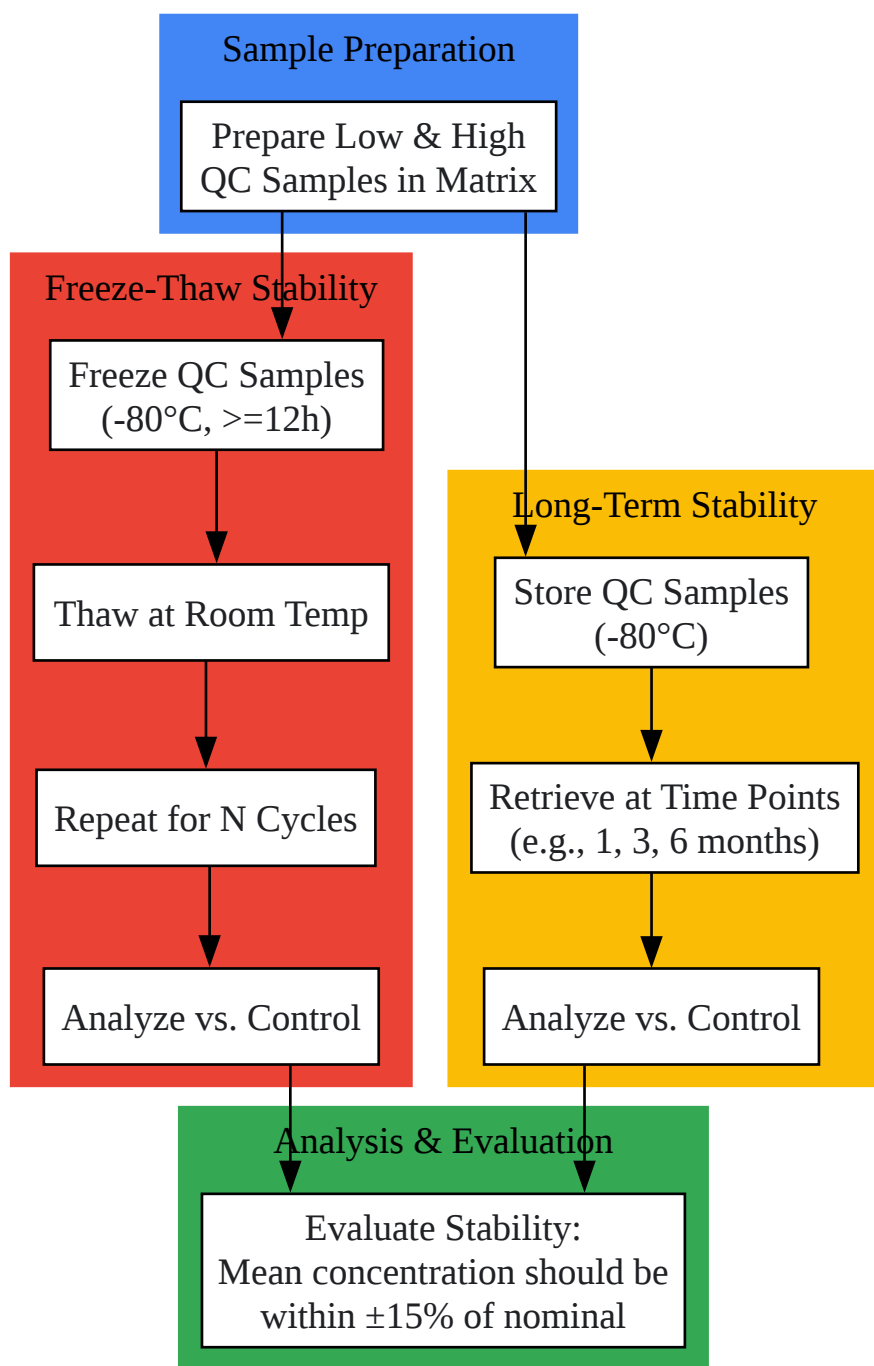 Sample Preparation
Prepare Low & High
QC Samples in Matrix
Freeze-Thaw Stability
Freeze QC Samples
(-80°C, >=12h)
Thaw at Room Temp
Repeat for N Cycles
Analyze vs. Control
Long-Term Stability
Store QC Samples
(-80°C)
Retrieve at Time Points
(e.g., 1, 3, 6 months)
Analyze vs. Control
Analysis & Evaluation
Evaluate Stability:
Mean concentration should be
within ±15% of nominal